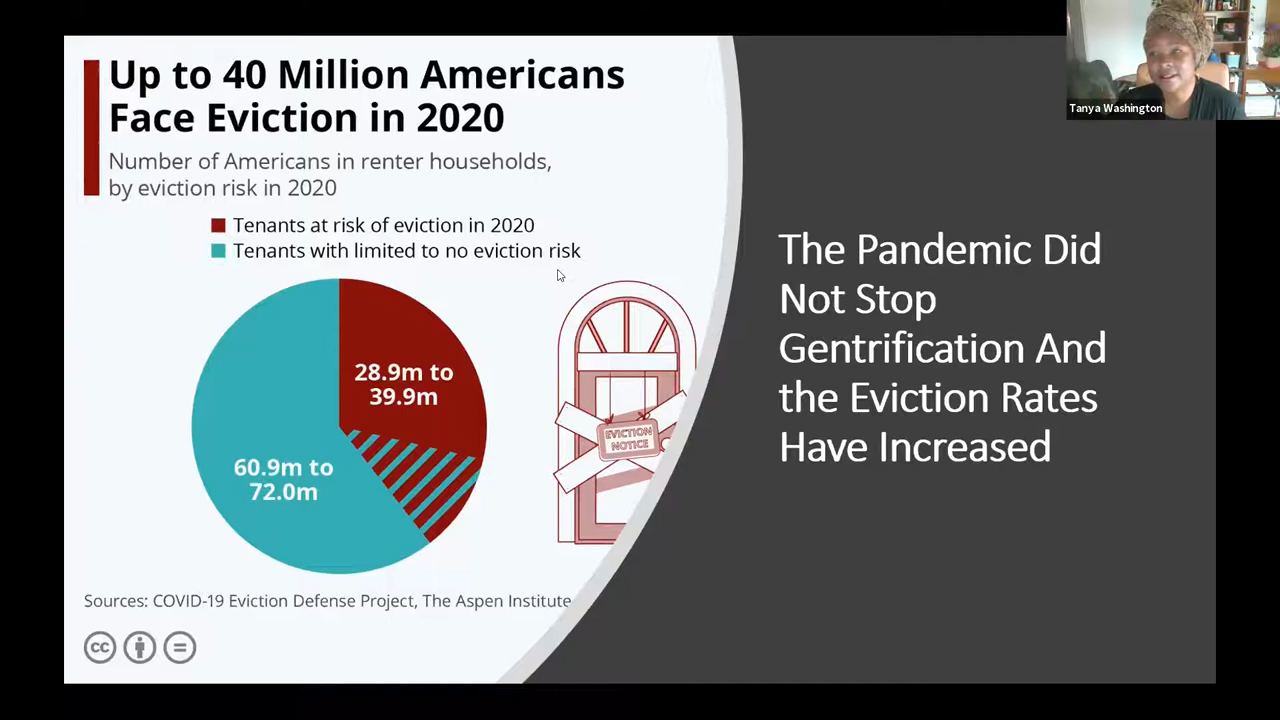 Up to 40 Million Americans
Face Eviction in 2020
Number of Americans in renter households,
by eviction risk in 2020
Tenants at risk of eviction in 2020
Tenants with limited to no eviction risk
28.9m to
39.9m
60.9m to
72.0m
EVICTION
NOTICE
Sources: COVID-19 Eviction Defense Project, The Aspen Institute
cc
The Pandemic Did
Not Stop
Gentrification And
the Eviction Rates
Have Increased
Tanya Washington